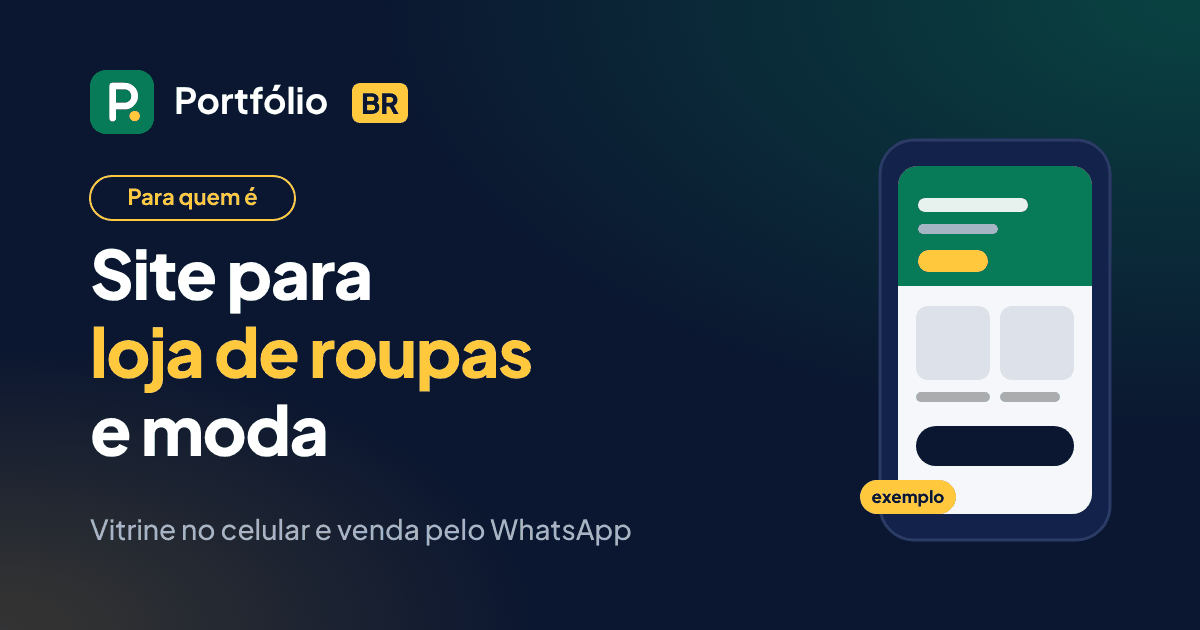 P.
Portfólio BR
Para quem é
Site para
loja de roupas
e moda
Vitrine no celular e venda pelo WhatsApp
exemplo